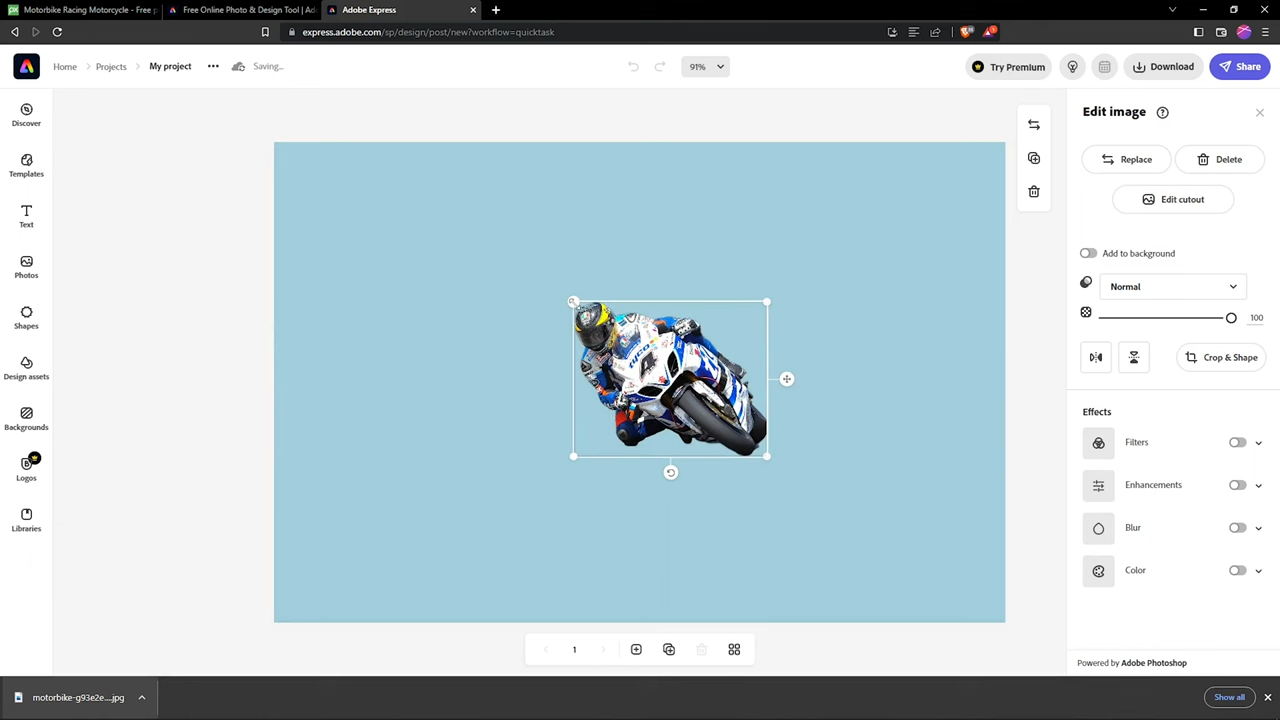 Motorbike Racing Motorcycle - Free p
Free Online Photo & Design Tool | Ad
Adobe Express
express.adobe.com/sp/design/post/new?workflow=quicktask
Home
Projects
My project
Saving...
91%
Try Premium
Download
Share
Discover
Templates
Text
Photos
Shapes
Design assets
Backgrounds
Logos
Libraries
Edit image
Replace
Delete
Edit cutout
Add to background
Normal
100
Crop & Shape
Effects
Filters
Enhancements
Blur
Color
Powered by Adobe Photoshop
4
1
motorbike-g93e2e....jpg
Show all